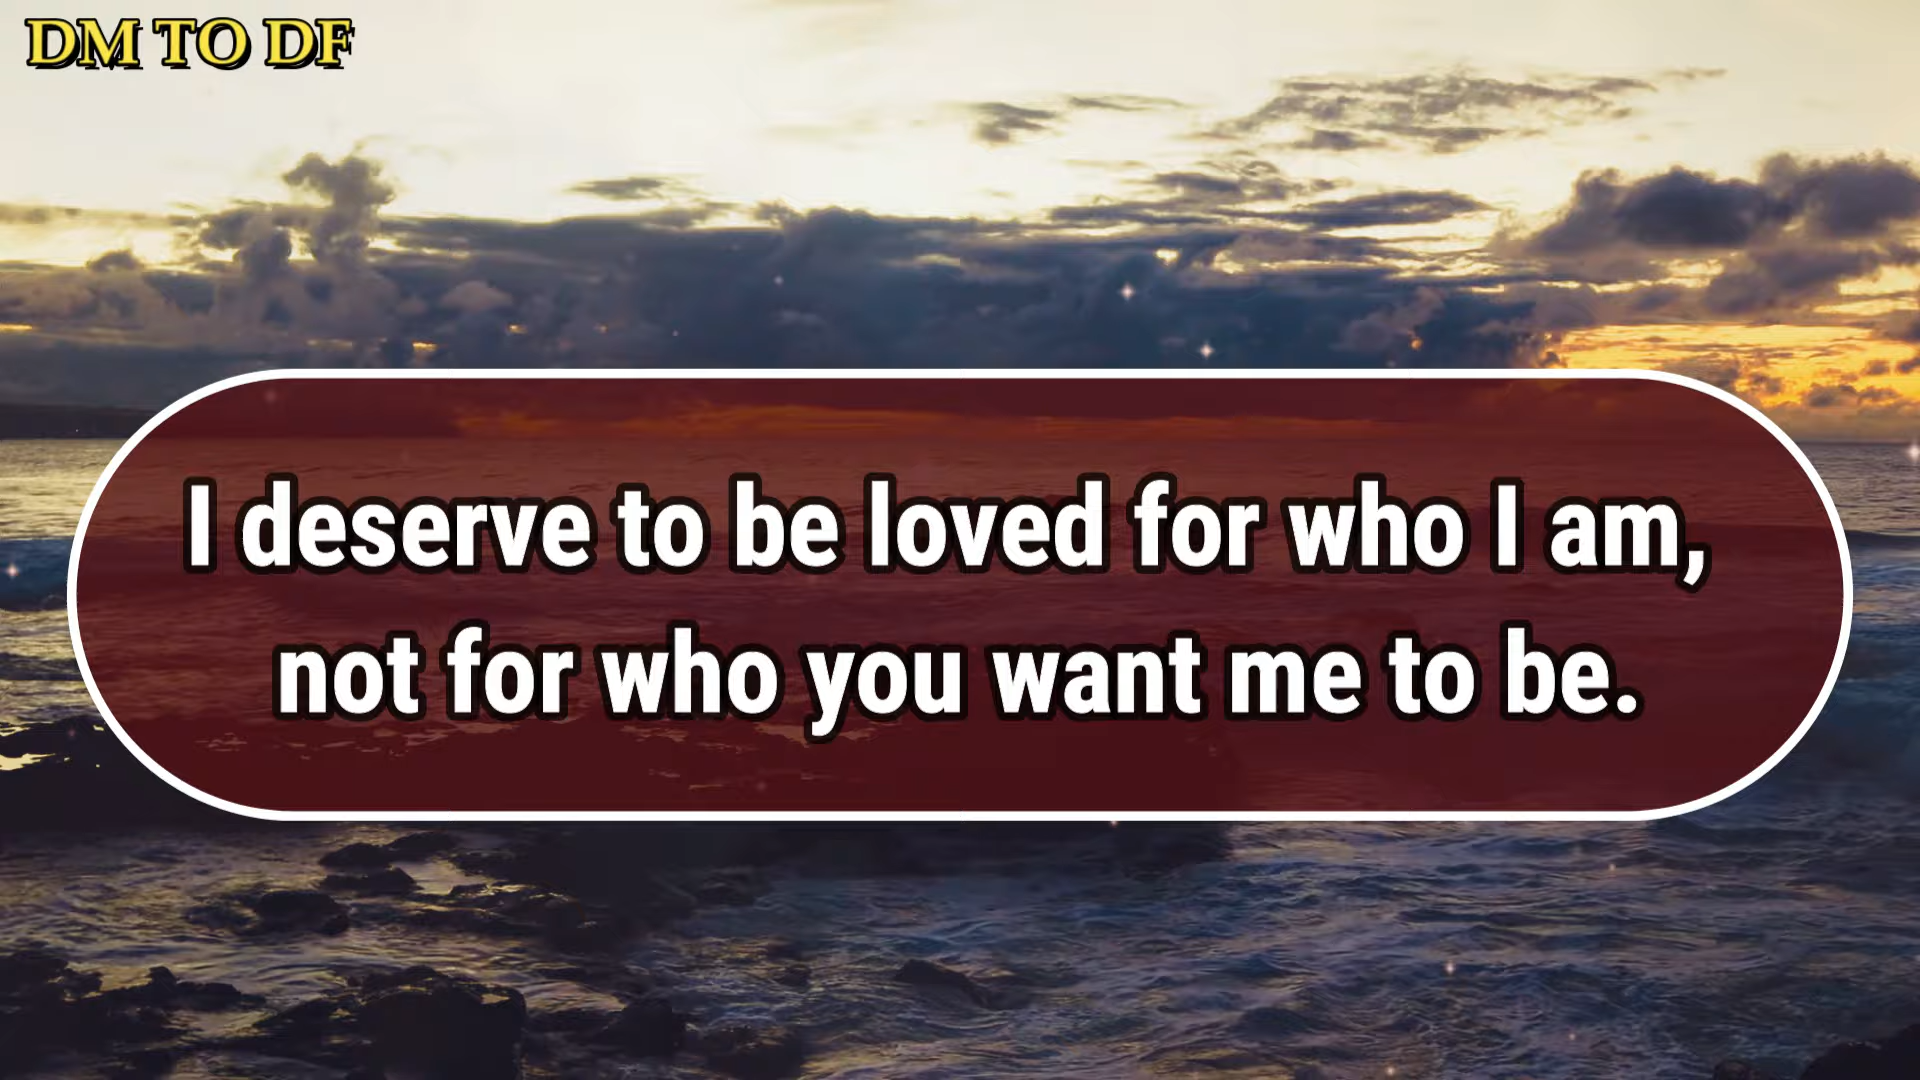 DM TO DF
I deserve to be loved for who I am,
not for who you want me to be.